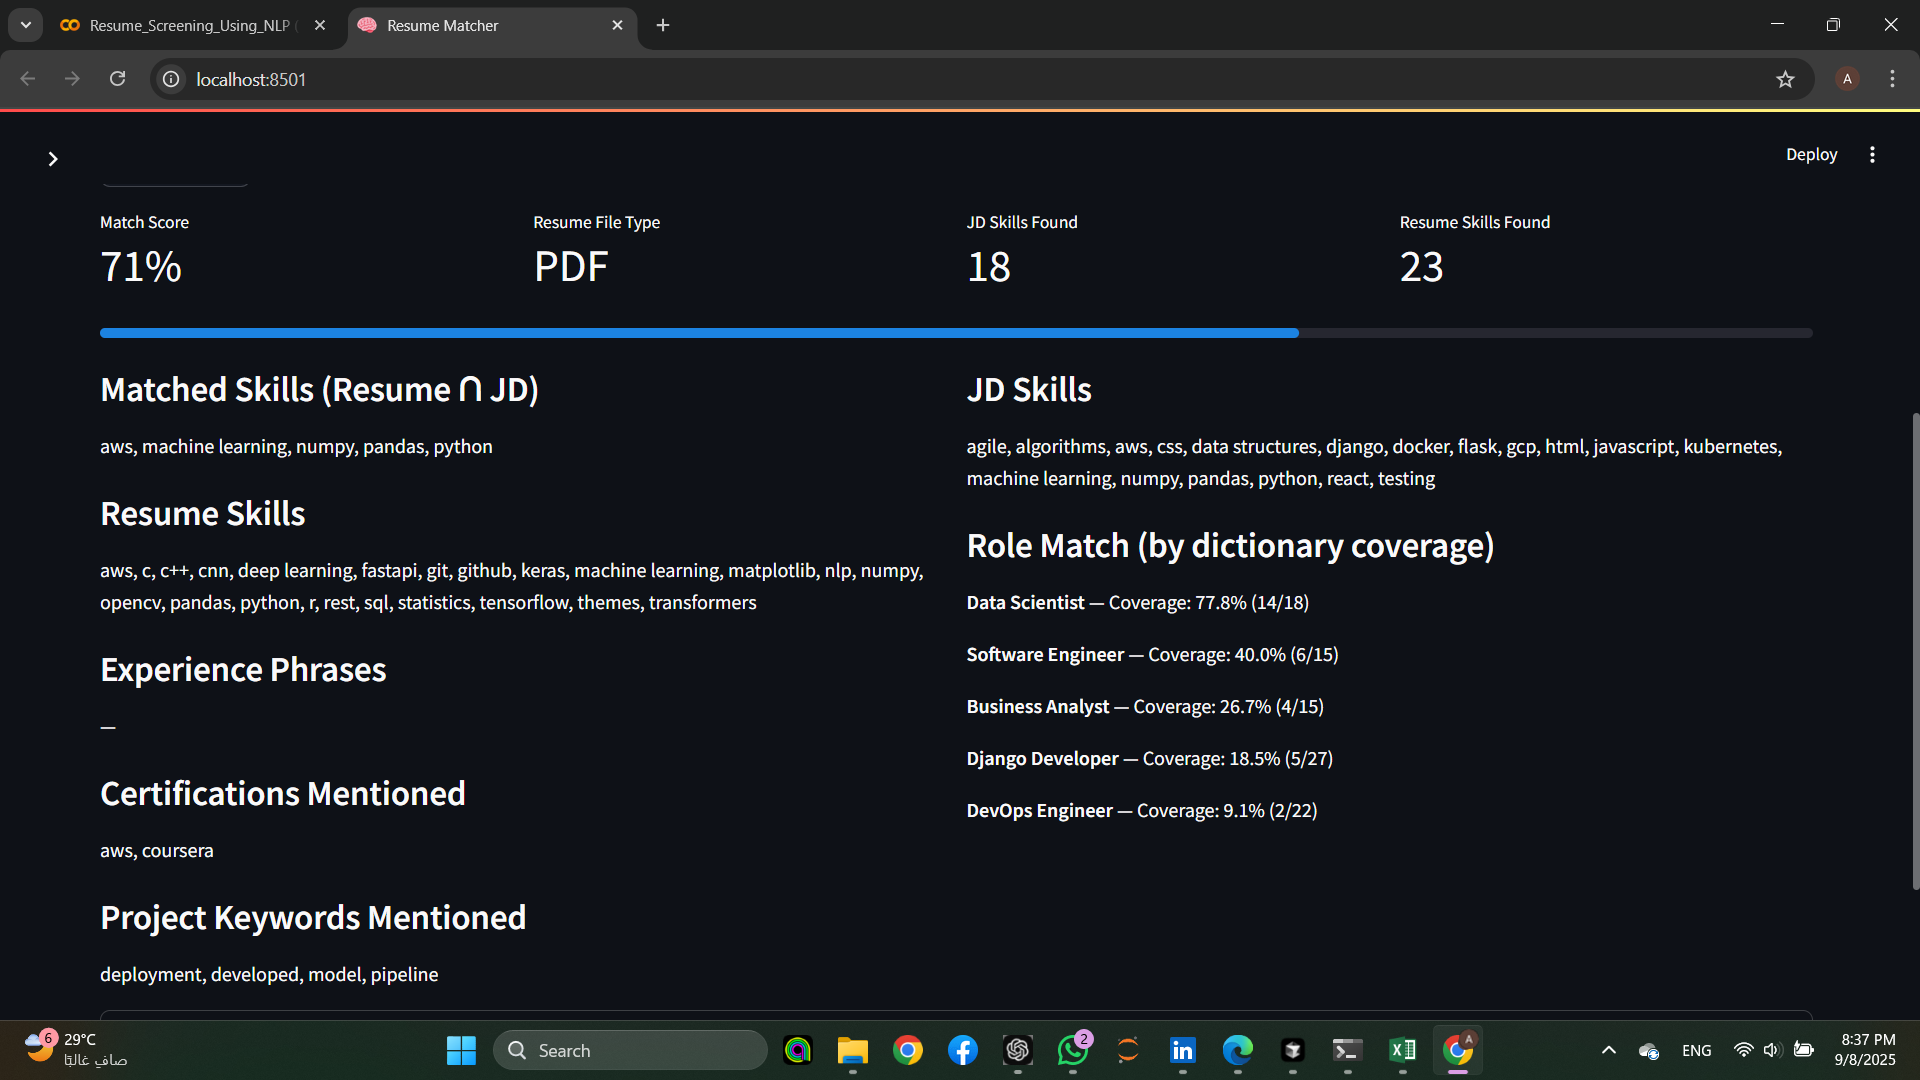 Resume_Screening_Using_NLP
Resume Matcher
localhost:8501
A
Deploy
Match Score
71%
Resume File Type
PDF
JD Skills Found
18
Resume Skills Found
23
Matched Skills (Resume ∩ JD)
aws, machine learning, numpy, pandas, python
Resume Skills
aws, c, c++, cnn, deep learning, fastapi, git, github, keras, machine learning, matplotlib, nlp, numpy,
opencv, pandas, python, r, rest, sql, statistics, tensorflow, themes, transformers
Experience Phrases
—
Certifications Mentioned
aws, coursera
Project Keywords Mentioned
deployment, developed, model, pipeline
JD Skills
agile, algorithms, aws, css, data structures, django, docker, flask, gcp, html, javascript, kubernetes,
machine learning, numpy, pandas, python, react, testing
Role Match (by dictionary coverage)
Data Scientist — Coverage: 77.8% (14/18)
Software Engineer — Coverage: 40.0% (6/15)
Business Analyst — Coverage: 26.7% (4/15)
Django Developer — Coverage: 18.5% (5/27)
DevOps Engineer — Coverage: 9.1% (2/22)
6
29°C
صافٍ غالبًا
Search
2
in
A
ENG
8:37 PM
9/8/2025